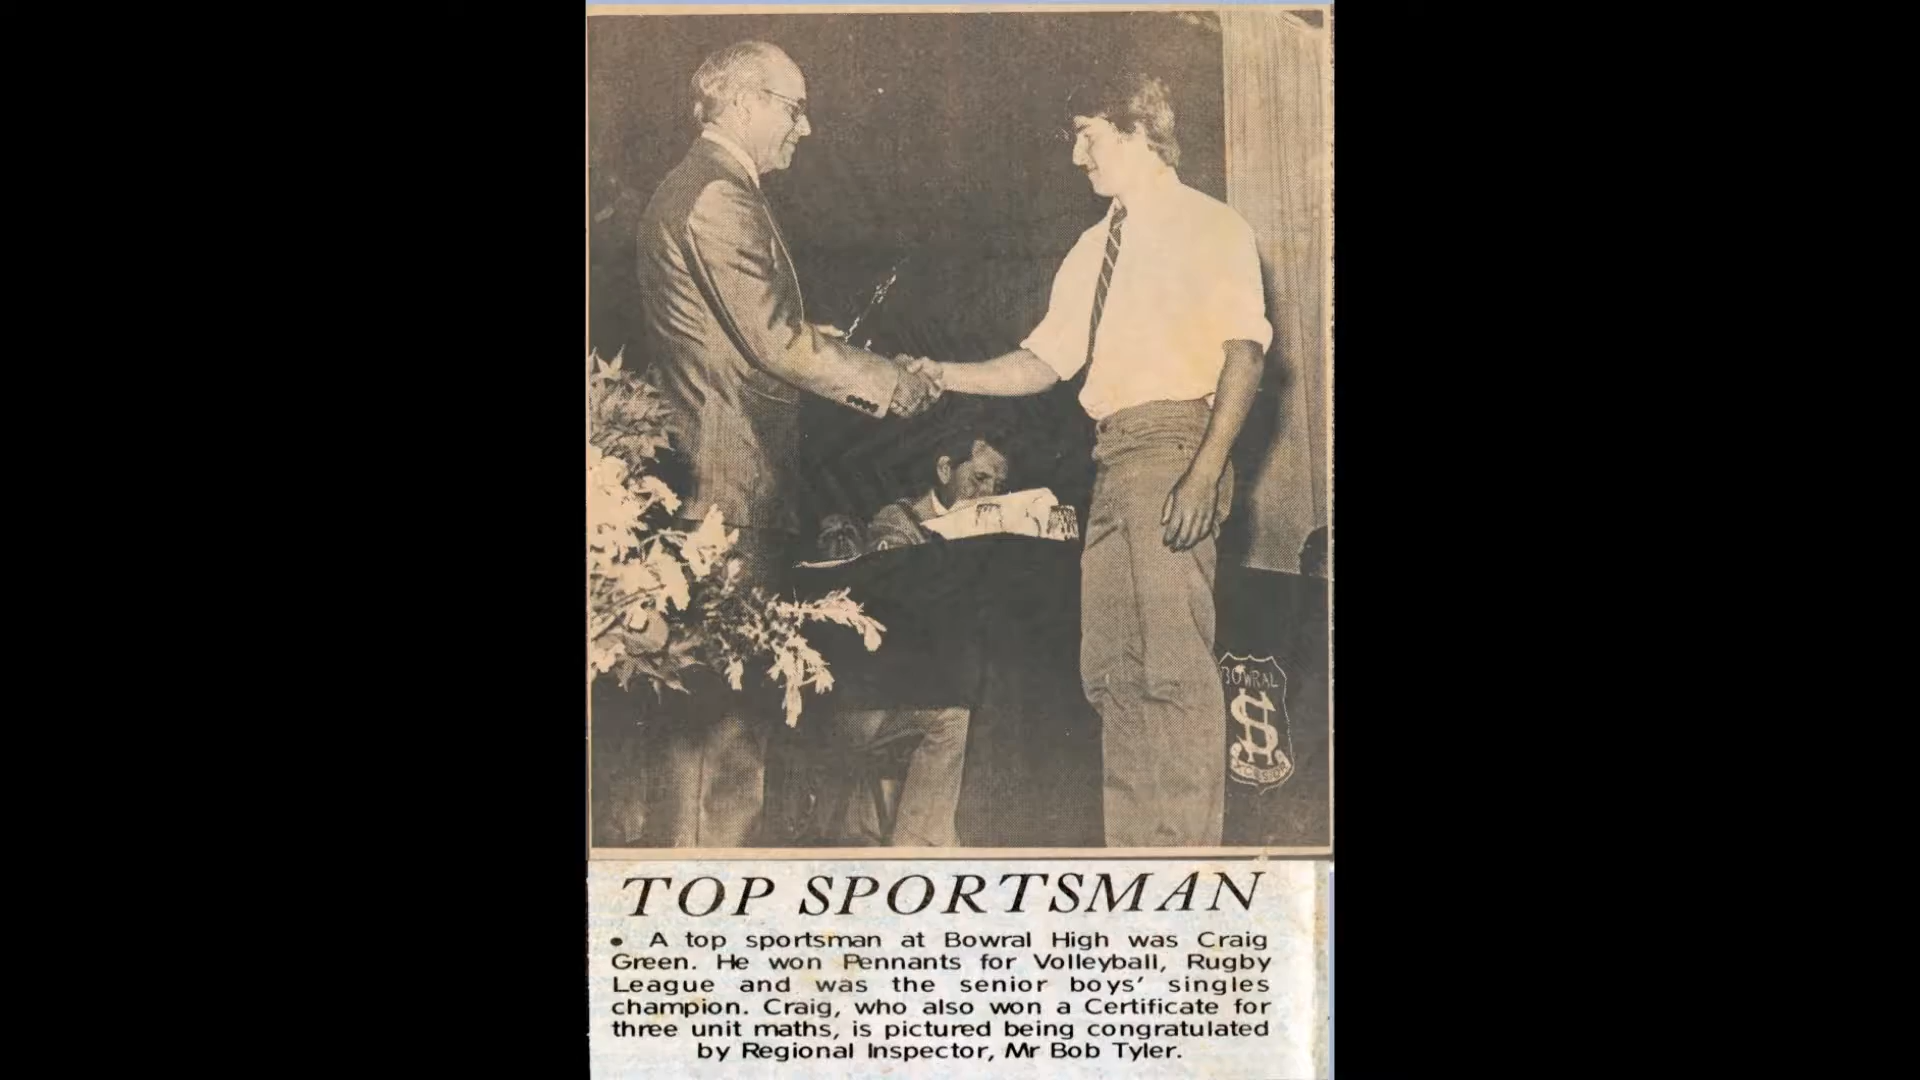 BOWRAL
HS
TOP SPORTSMAN
• A top sportsman at Bowral High was Craig
Green. He won Pennants for Volleyball, Rugby
League and was the senior boys’ singles
champion. Craig, who also won a Certificate for
three unit maths, is pictured being congratulated
by Regional Inspector, Mr Bob Tyler.